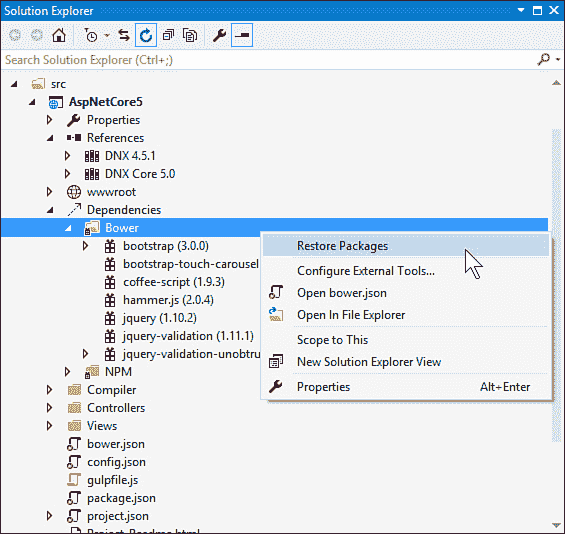 Solution Explorer
Search Solution Explorer (Ctrl+;)
src
AspNetCore5
Properties
References
DNX 4.5.1
DNX Core 5.0
wwwroot
Dependencies
Bower
bootstrap (3.0.0)
bootstrap-touch-carousel
coffee-script (1.9.3)
hammer.js (2.0.4)
jquery (1.10.2)
jquery-validation (1.11.1)
jquery-validation-unobtru
NPM
Compiler
Controllers
Views
bower.json
config.json
gulpfile.js
package.json
project.json
Project_Readme.html
Restore Packages
Configure External Tools...
Open bower.json
Open In File Explorer
Scope to This
New Solution Explorer View
Properties Alt+Enter